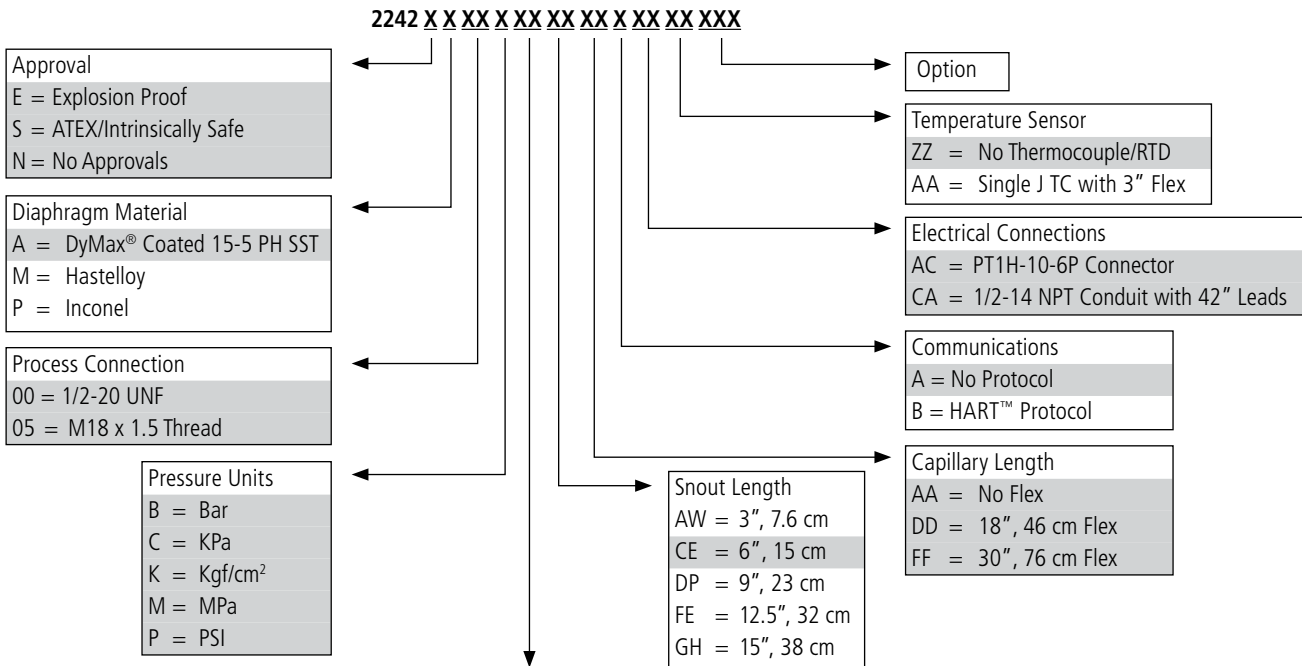 2242 X X XX X XX XX XX X XX XX XXX
Approval
E = Explosion Proof
S = ATEX/Intrinsically Safe
N = No Approvals
Diaphragm Material
A = DyMax® Coated 15-5 PH SST
M = Hastelloy
P = Inconel
Process Connection
00 = 1/2-20 UNF
05 = M18 x 1.5 Thread
Pressure Units
B = Bar
C = KPa
K = Kgf/cm²
M = MPa
P = PSI
Snout Length
AW = 3", 7.6 cm
CE = 6", 15 cm
DP = 9", 23 cm
FE = 12.5", 32 cm
GH = 15", 38 cm
Option
Temperature Sensor
ZZ = No Thermocouple/RTD
AA = Single J TC with 3" Flex
Electrical Connections
AC = PT1H-10-6P Connector
CA = 1/2-14 NPT Conduit with 42" Leads
Communications
A = No Protocol
B = HART™ Protocol
Capillary Length
AA = No Flex
DD = 18", 46 cm Flex
FF = 30", 76 cm Flex